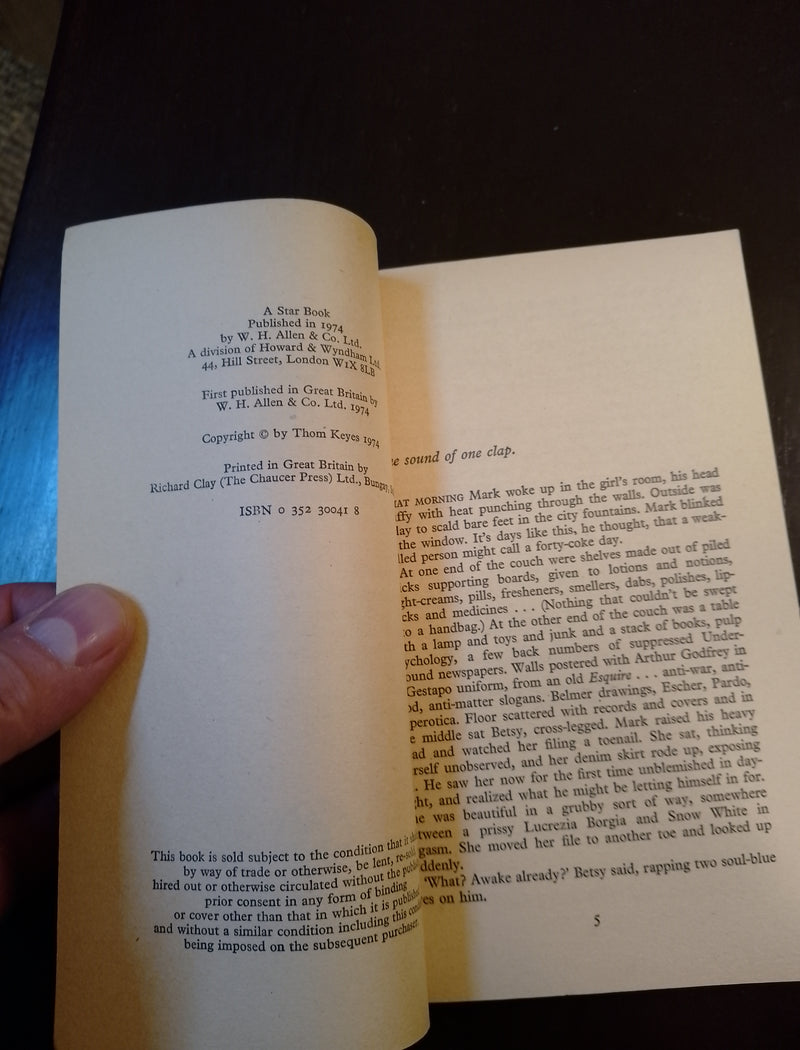 A Star Book
Published in 1974
by W. H. Allen & Co. Ltd.
A division of Howard & Wyndham Ltd.
44, Hill Street, London W1X 8LB
First published in Great Britain by
W. H. Allen & Co. Ltd. 1974
Copyright © by Thom Keyes 1974
Printed in Great Britain by
Richard Clay (The Chaucer Press) Ltd.,
ISBN 0 352 30041 8
This book is sold subject to the condition that it
by way of trade or otherwise, be lent,
hired out or otherwise circulated without the
prior consent in any form of binding
or cover other than that in which it is
and without a similar condition including this
being imposed on the subsequent
sound of one clap.
MORNING Mark woke up in the girl's room, his head
with heat punching through the walls. Outside was
to scald bare feet in the city fountains. Mark blinked
the window. It's days like this, he thought, that a weak-
person might call a forty-coke day.
At one end of the couch were shelves made out of piled
supporting boards, given to lotions and notions,
pills, fresheners, smellers, dabs, polishes, lip-
and medicines . . . (Nothing that couldn't be swept
a handbag.) At the other end of the couch was a table
a lamp and toys and junk and a stack of books, pulp
a few back numbers of suppressed Under-
newspapers. Walls postered with Arthur Godfrey in
Gestapo uniform, from an old Esquire . . . anti-war, anti-
anti-matter slogans. Belmer drawings, Escher, Pardo,
Floor scattered with records and covers and in
middle sat Betsy, cross-legged. Mark raised his heavy
and watched her filing a toenail. She sat, thinking
unobserved, and her denim skirt rode up, exposing
. He saw her now for the first time unblemished in day-
and realized what he might be letting himself in for.
was beautiful in a grubby sort of way, somewhere
a prissy Lucrezia Borgia and Snow White in
She moved her file to another toe and looked up
'What? Awake already?' Betsy said, rapping two soul-blue
on him.
5